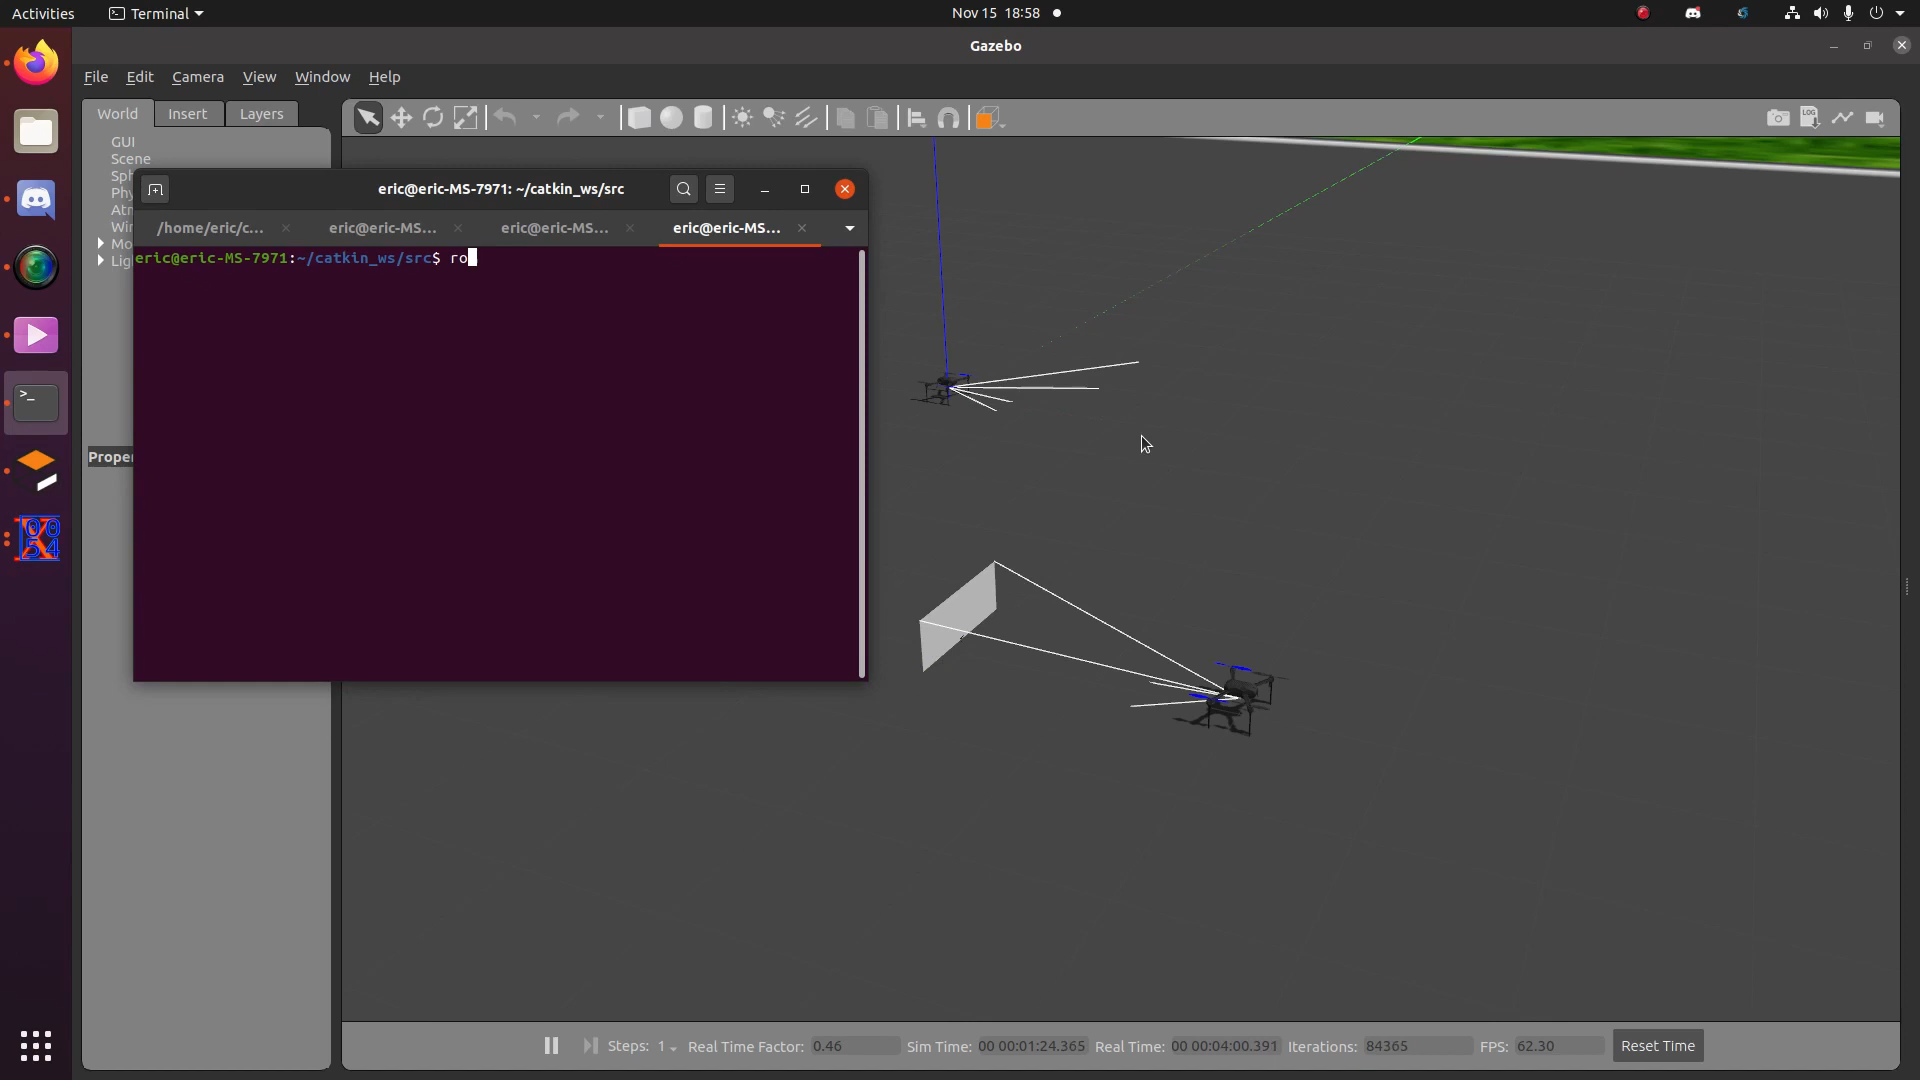 Activities
Terminal
Nov 15 18:58
Gazebo
File Edit Camera View Window Help
World Insert Layers
GUI
Scene
Sph
Phy
Atr
Wir
Mo
Lig
Proper
eric@eric-MS-7971: ~/catkin_ws/src
/home/eric/c...
eric@eric-MS...
eric@eric-MS...
eric@eric-MS...
eric@eric-MS-7971:~/catkin_ws/src$ ro
LOG
00
54
Steps: 1
Real Time Factor: 0.46
Sim Time: 00 00:01:24.365
Real Time: 00 00:04:00.391
Iterations: 84365
FPS: 62.30
Reset Time